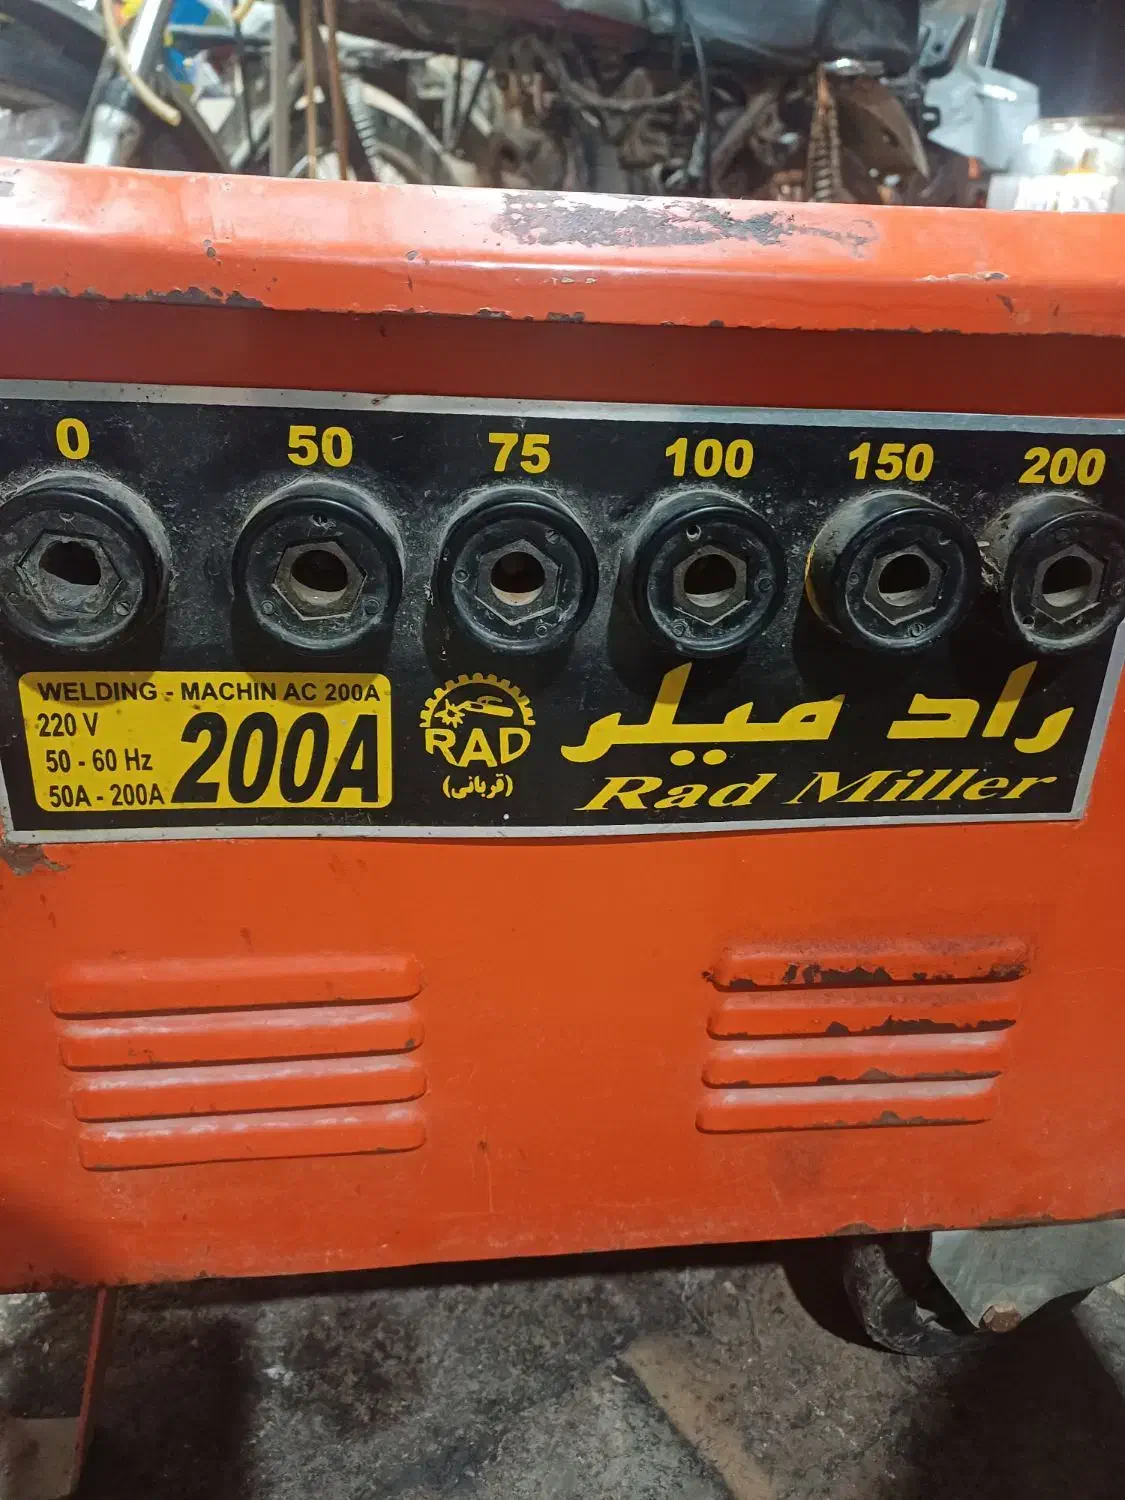 0 50 75 100 150 200
WELDING - MACHIN AC 200A
220 V
50 - 60 Hz
50A - 200A
200A
RAD
(قربانی)
راد میلر
Rad Miller